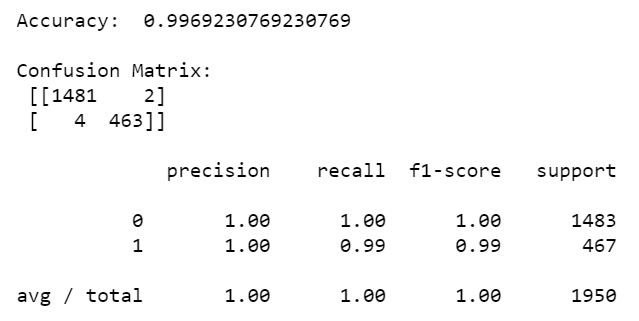 Accuracy:  0.9969230769230769
Confusion Matrix:
[[1481    2]
[   4  463]]
precision    recall  f1-score   support
0       1.00      1.00      1.00      1483
1       1.00      0.99      0.99       467
avg / total       1.00      1.00      1.00      1950